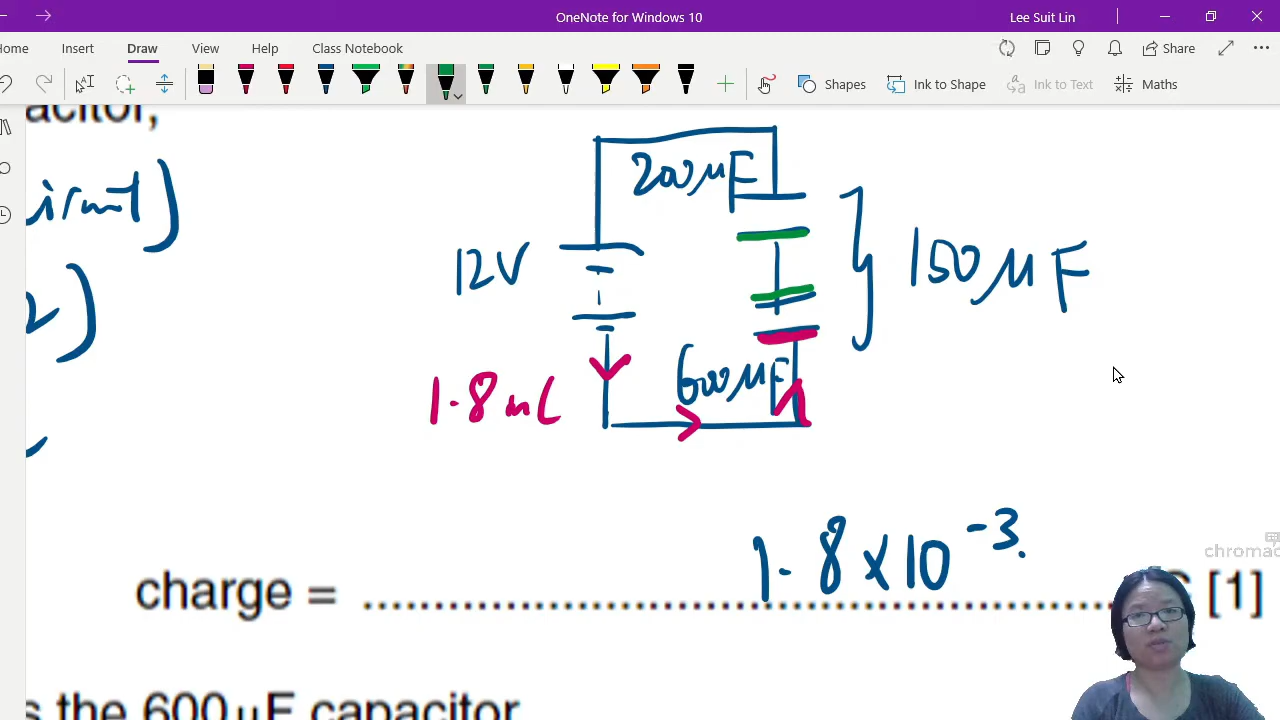 OneNote for Windows 10
Lee Suit Lin
Home Insert Draw View Help Class Notebook
Share
Shapes Ink to Shape Ink to Text Maths
acitor,
200μF
12V
150μF
600μF
1.8mC
1.8×10⁻³
chromac
charge = C [1]
s the 600μF capacitor